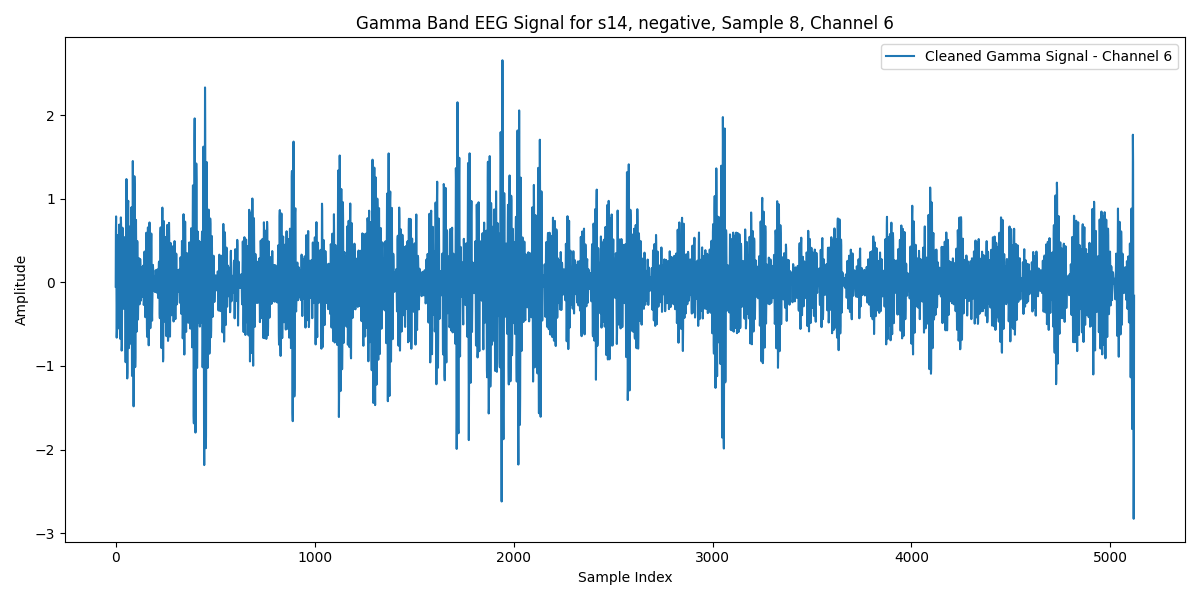 Gamma Band EEG Signal for s14, negative, Sample 8, Channel 6
Cleaned Gamma Signal - Channel 6
Amplitude
2
1
0
−1
−2
−3
0 1000 2000 3000 4000 5000
Sample Index